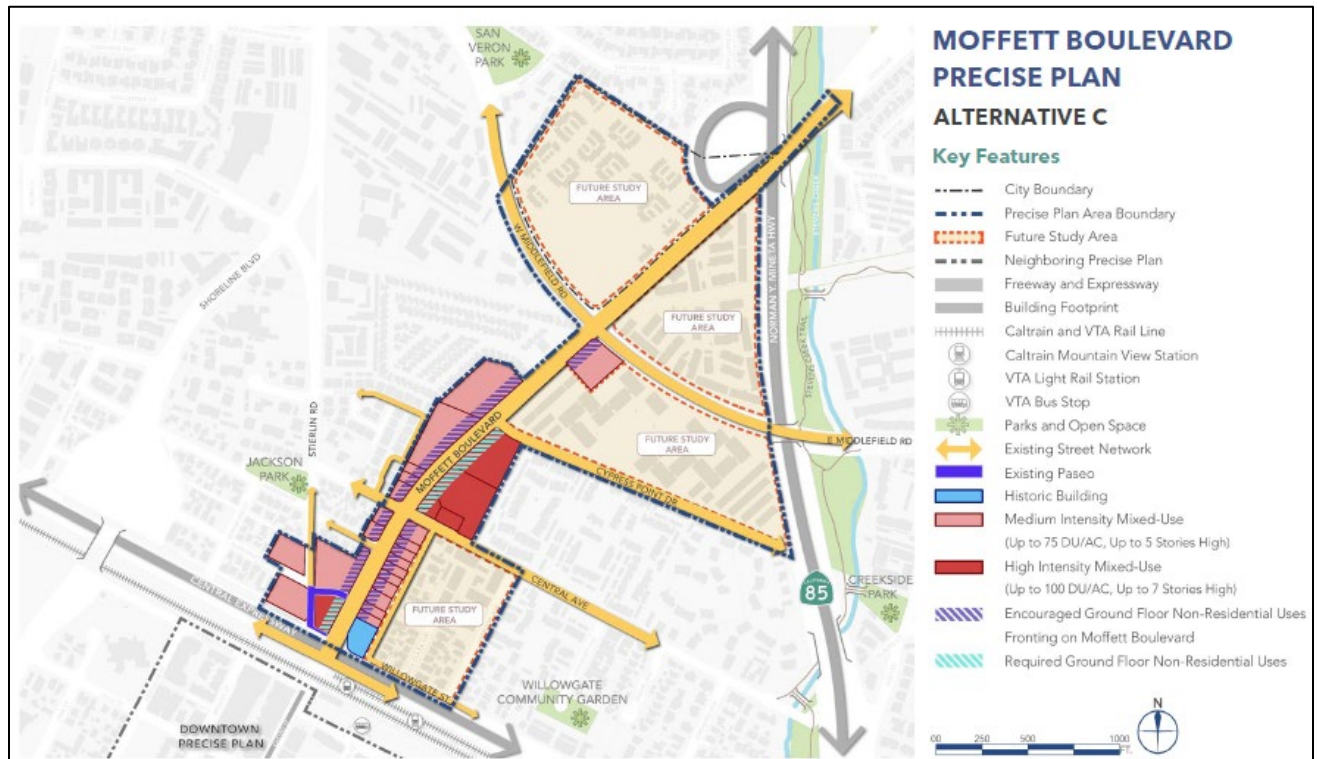 SAN
VERON
PARK
FUTURE STUDY
AREA
W MIDDLEFIELD RD
SHORELINE BLVD
NORMAN Y. MINETA HWY
STEVENS CREEK TRAIL
FUTURE STUDY
AREA
STIERLIN RD
MOFFETT BOULEVARD
FUTURE STUDY
AREA
E MIDDLEFIELD RD
JACKSON
PARK
CYPRESS POINT DR
CENTRAL EXPRESSWAY
CENTRAL AVE
CALIFORNIA
85
CREEKSIDE
PARK
FUTURE STUDY
AREA
WILLOWGATE ST
WILLOWGATE
COMMUNITY GARDEN
DOWNTOWN
PRECISE PLAN
MOFFETT BOULEVARD
PRECISE PLAN
ALTERNATIVE C
Key Features
City Boundary
Precise Plan Area Boundary
Future Study Area
Neighboring Precise Plan
Freeway and Expressway
Building Footprint
Caltrain and VTA Rail Line
Caltrain Mountain View Station
VTA Light Rail Station
VTA Bus Stop
Parks and Open Space
Existing Street Network
Existing Paseo
Historic Building
Medium Intensity Mixed-Use
(Up to 75 DU/AC, Up to 5 Stories High)
High Intensity Mixed-Use
(Up to 100 DU/AC, Up to 7 Stories High)
Encouraged Ground Floor Non-Residential Uses
Fronting on Moffett Boulevard
Required Ground Floor Non-Residential Uses
N
00 250 500 1000
FT.